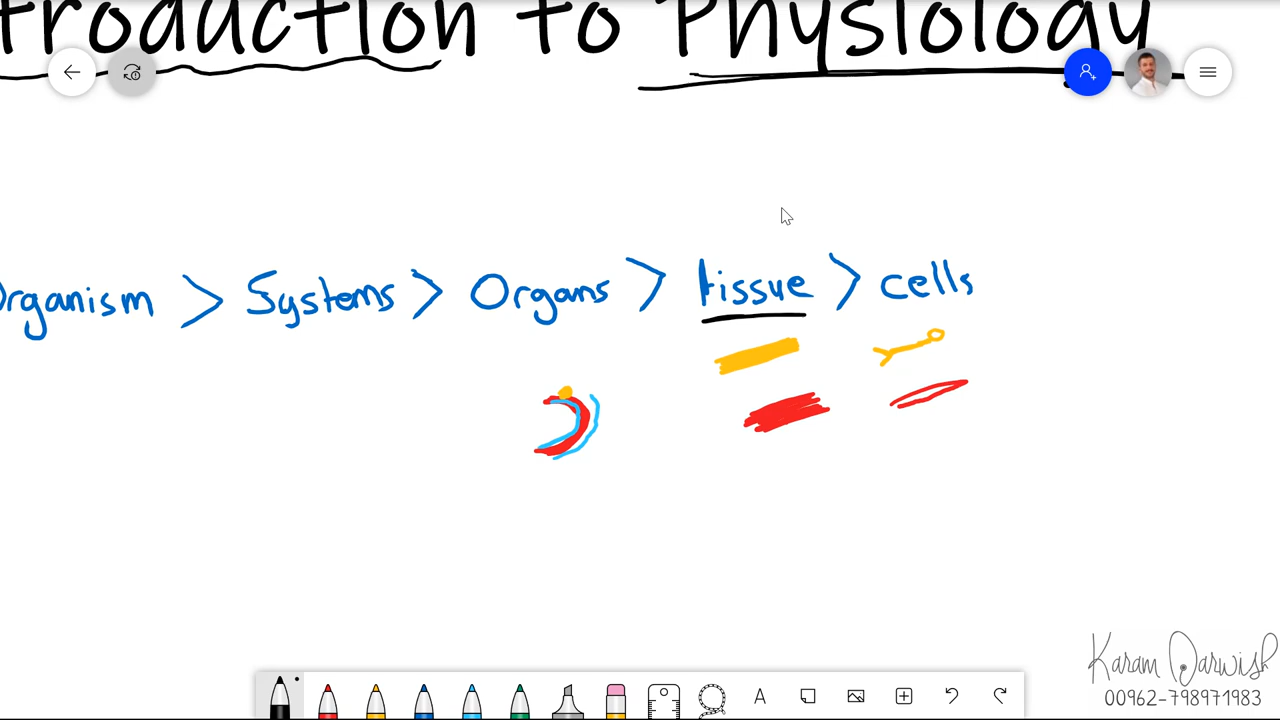 troduction to Physiology
Organism > Systems > Organs > tissue > cells
A
Karam Darwish
00962-798971983